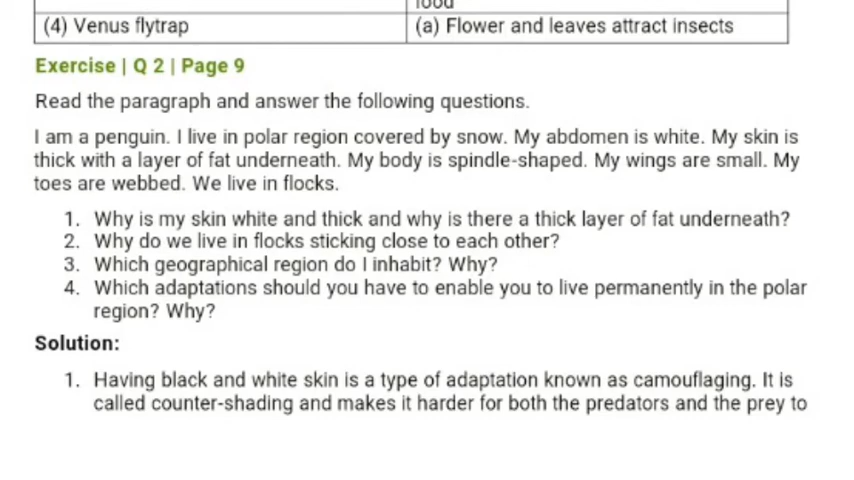 food
(4) Venus flytrap
(a) Flower and leaves attract insects
Exercise | Q 2 | Page 9
Read the paragraph and answer the following questions.
I am a penguin. I live in polar region covered by snow. My abdomen is white. My skin is
thick with a layer of fat underneath. My body is spindle-shaped. My wings are small. My
toes are webbed. We live in flocks.
1. Why is my skin white and thick and why is there a thick layer of fat underneath?
2. Why do we live in flocks sticking close to each other?
3. Which geographical region do I inhabit? Why?
4. Which adaptations should you have to enable you to live permanently in the polar
region? Why?
Solution:
1. Having black and white skin is a type of adaptation known as camouflaging. It is
called counter-shading and makes it harder for both the predators and the prey to